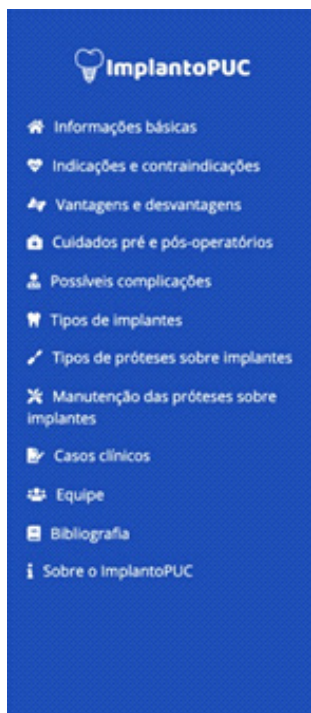 ImplantoPUC
Informações básicas
Indicações e contraindicações
Vantagens e desvantagens
Cuidados pré e pós-operatórios
Possíveis complicações
Tipos de implantes
Tipos de próteses sobre implantes
Manutenção das próteses sobre
implantes
Casos clínicos
Equipe
Bibliografia
Sobre o ImplantoPUC